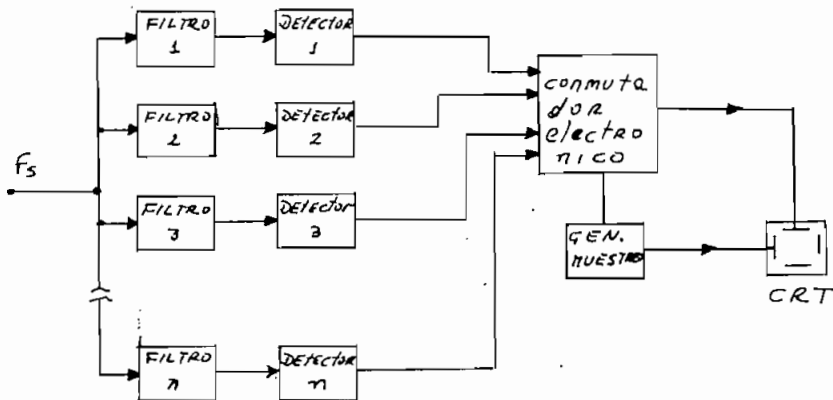 FILTRO
1
DETECTOR
1
FILTRO
2
DETECTOR
2
Fs
FILTRO
3
DETECTOR
3
FILTRO
n
DETECTOR
n
conmuta
dor
electro
nico
GEN.
MUESTREO
CRT